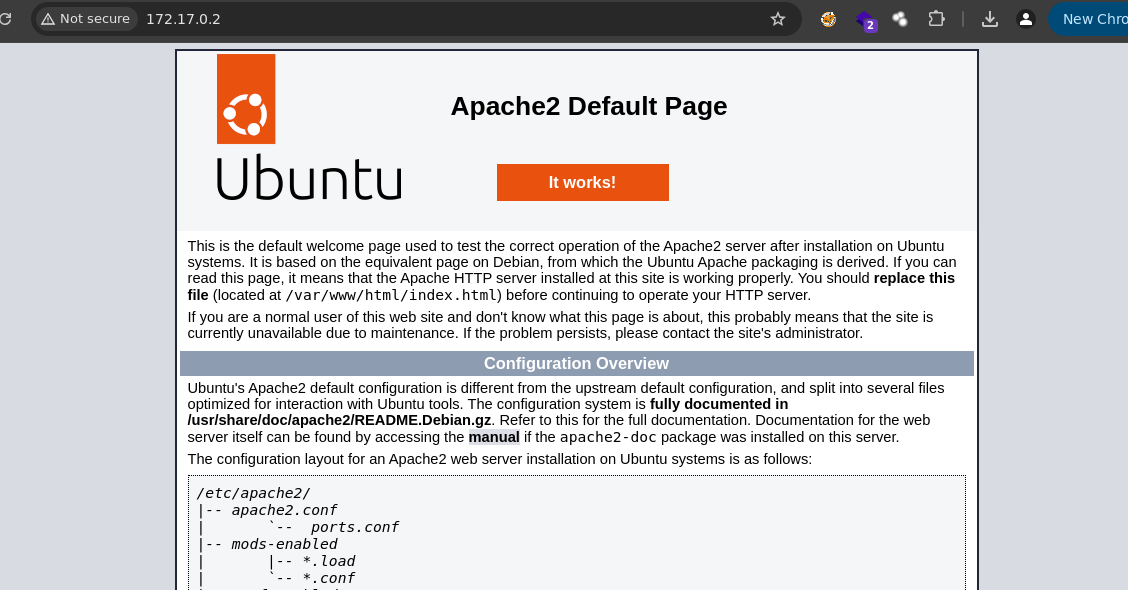 Not secure 172.17.0.2 2 New Chro
Apache2 Default Page
Ubuntu
It works!
This is the default welcome page used to test the correct operation of the Apache2 server after installation on Ubuntu
systems. It is based on the equivalent page on Debian, from which the Ubuntu Apache packaging is derived. If you can
read this page, it means that the Apache HTTP server installed at this site is working properly. You should replace this
file (located at /var/www/html/index.html) before continuing to operate your HTTP server.
If you are a normal user of this web site and don't know what this page is about, this probably means that the site is
currently unavailable due to maintenance. If the problem persists, please contact the site's administrator.
Configuration Overview
Ubuntu's Apache2 default configuration is different from the upstream default configuration, and split into several files
optimized for interaction with Ubuntu tools. The configuration system is fully documented in
/usr/share/doc/apache2/README.Debian.gz. Refer to this for the full documentation. Documentation for the web
server itself can be found by accessing the manual if the apache2-doc package was installed on this server.
The configuration layout for an Apache2 web server installation on Ubuntu systems is as follows:
/etc/apache2/
|-- apache2.conf
|       `--  ports.conf
|-- mods-enabled
|       |-- *.load
|       `-- *.conf